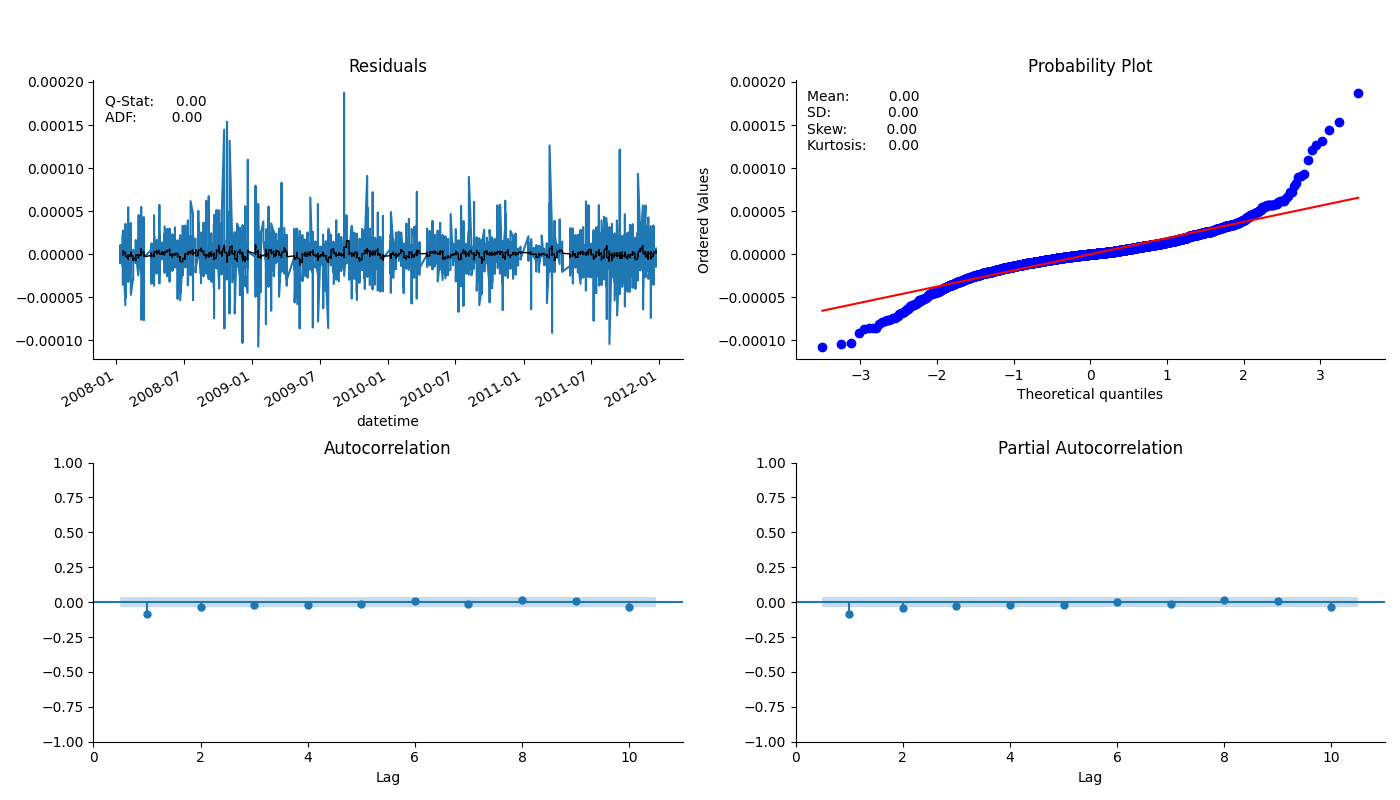 Residuals
0.00020
0.00015
0.00010
0.00005
0.00000
−0.00005
−0.00010
Q-Stat: 0.00
ADF: 0.00
2008-01
2008-07
2009-01
2009-07
2010-01
2010-07
2011-01
2011-07
2012-01
datetime
Probability Plot
Ordered Values
0.00020
0.00015
0.00010
0.00005
0.00000
−0.00005
−0.00010
Mean: 0.00
SD: 0.00
Skew: 0.00
Kurtosis: 0.00
−3 −2 −1 0 1 2 3
Theoretical quantiles
Autocorrelation
1.00
0.75
0.50
0.25
0.00
−0.25
−0.50
−0.75
−1.00
0 2 4 6 8 10
Lag
Partial Autocorrelation
1.00
0.75
0.50
0.25
0.00
−0.25
−0.50
−0.75
−1.00
0 2 4 6 8 10
Lag